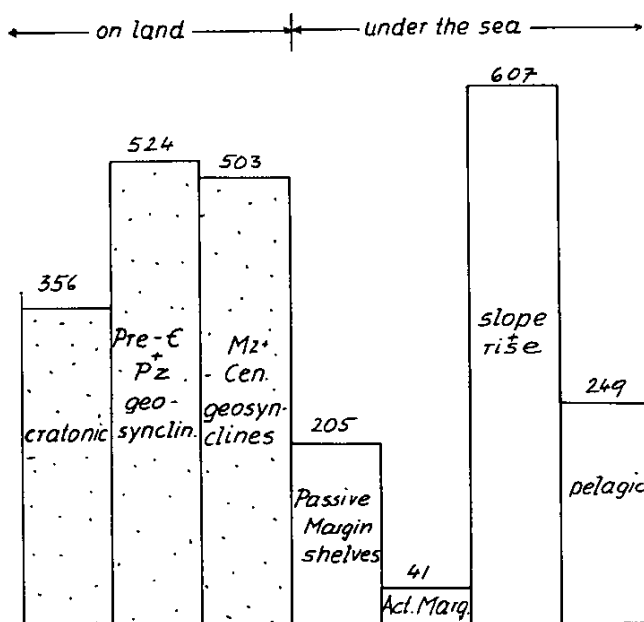 on land
under the sea
356
cratonic
524
Pre-Є
+
Pz
geo-
synclin.
503
Mz+
Cen.
geosyn-
clines
205
Passive
Margin
shelves
41
Act. Marg.
607
slope
+
rise
249
pelagic